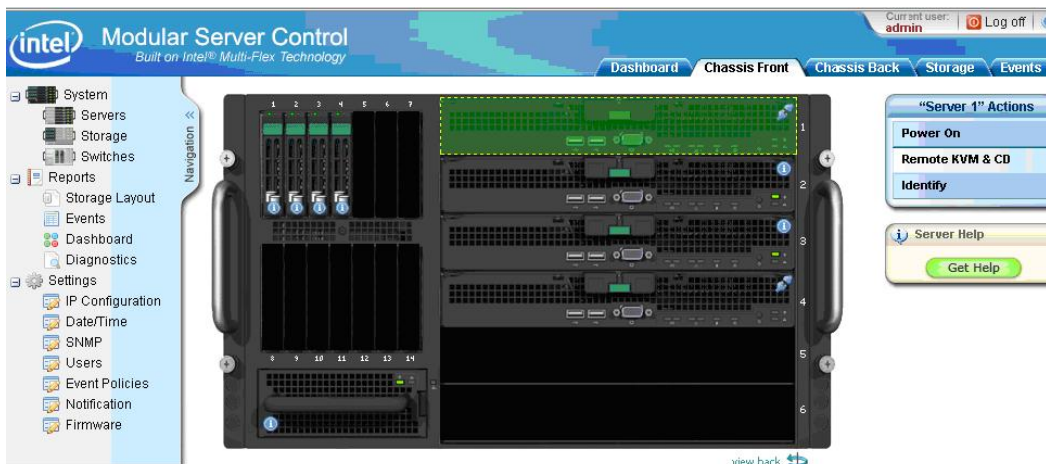 intel
Modular Server Control
Built on Intel® Multi-Flex Technology
Current user:
admin
Log off
Dashboard
Chassis Front
Chassis Back
Storage
Events
System
Servers
Storage
Switches
Reports
Storage Layout
Events
Dashboard
Diagnostics
Settings
IP Configuration
Date/Time
SNMP
Users
Event Policies
Notification
Firmware
«
Navigation
1 2 3 4 5 6 7
8 9 10 11 12 13 14
1
2
3
4
5
6
view back
"Server 1" Actions
Power On
Remote KVM & CD
Identify
Server Help
Get Help